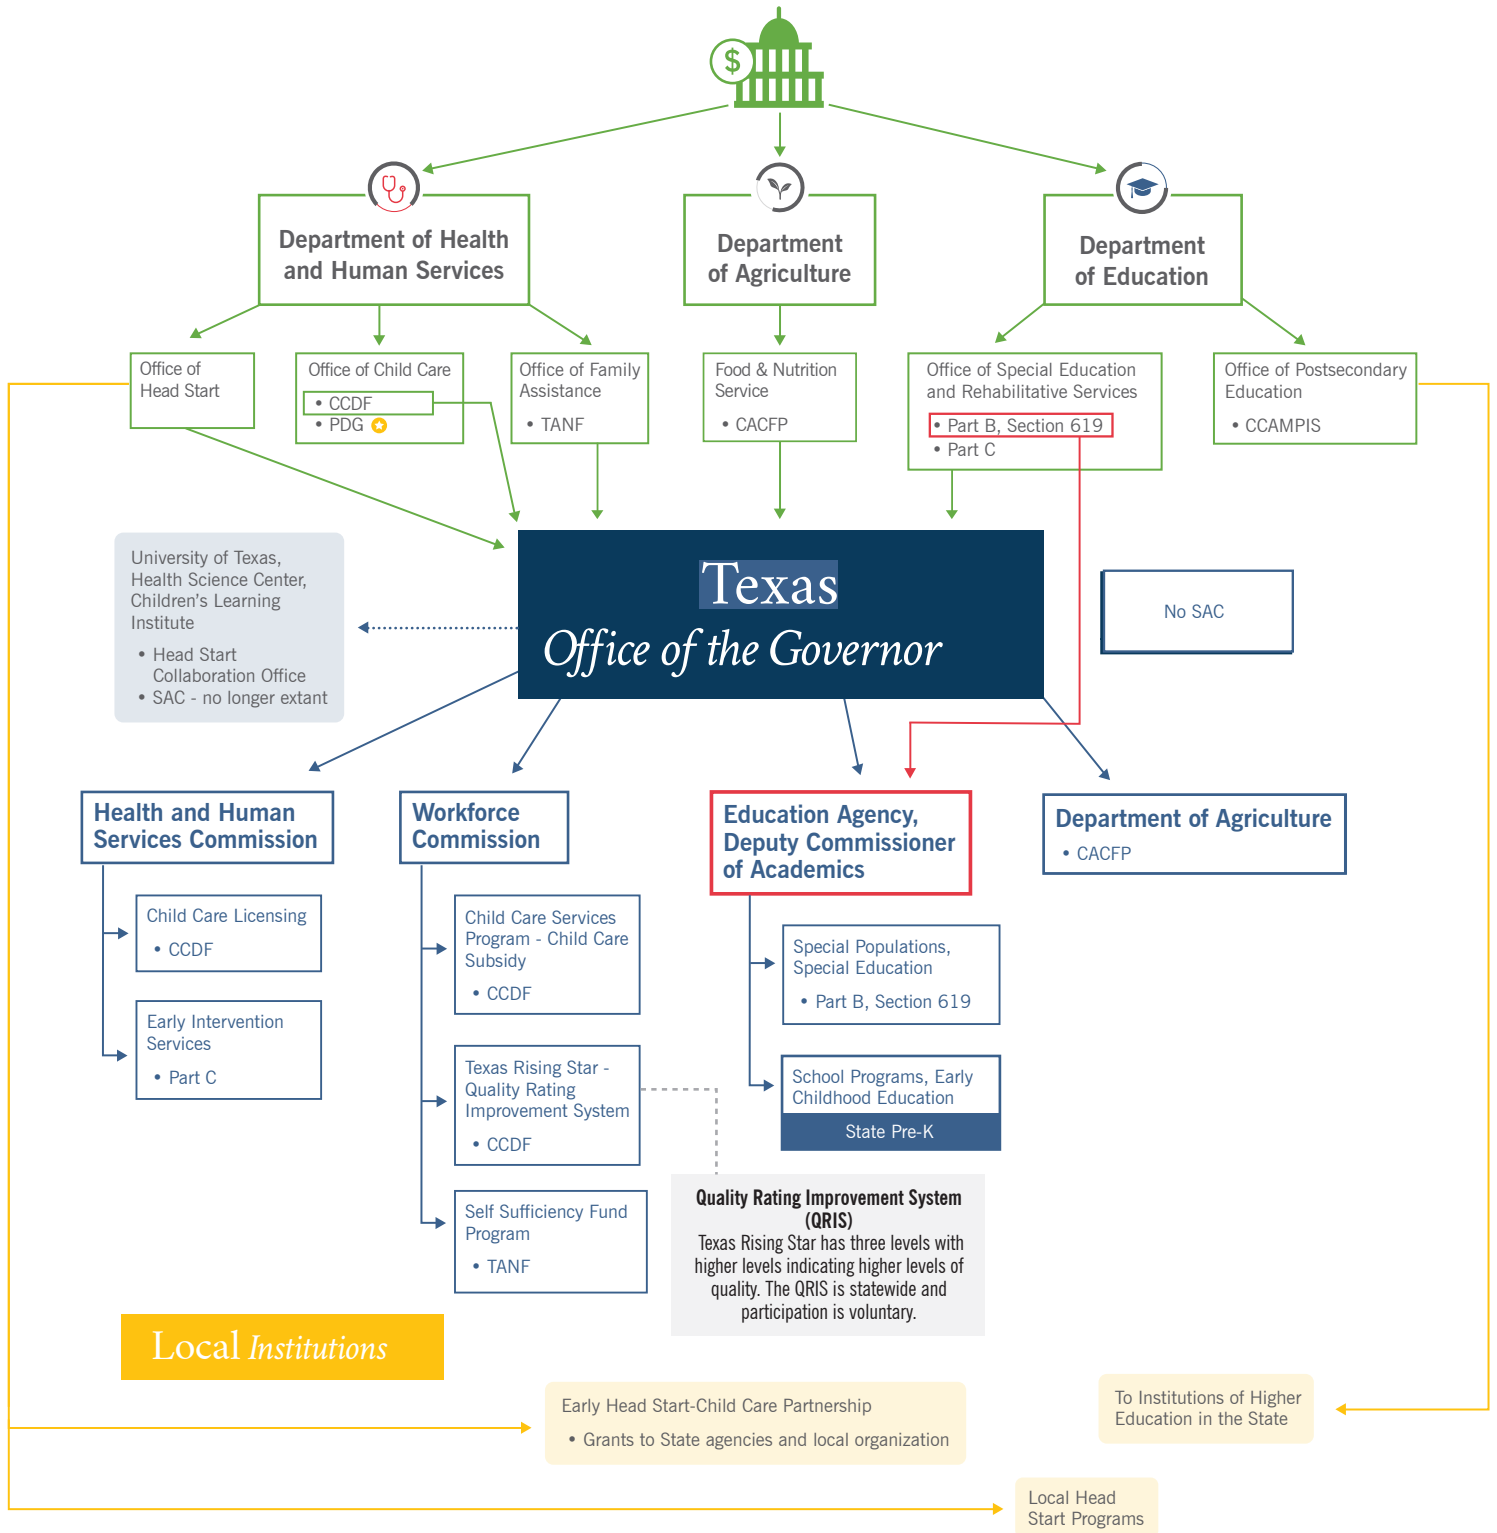 $
Department of Health
and Human Services
Department
of Agriculture
Department
of Education
Office of
Head Start
Office of Child Care
• CCDF
• PDG
Office of Family
Assistance
• TANF
Food & Nutrition
Service
• CACFP
Office of Special Education
and Rehabilitative Services
• Part B, Section 619
• Part C
Office of Postsecondary
Education
• CCAMPIS
University of Texas,
Health Science Center,
Children's Learning
Institute
• Head Start
Collaboration Office
• SAC - no longer extant
Texas
Office of the Governor
No SAC
Health and Human
Services Commission
Child Care Licensing
• CCDF
Early Intervention
Services
• Part C
Workforce
Commission
Child Care Services
Program - Child Care
Subsidy
• CCDF
Texas Rising Star -
Quality Rating
Improvement System
• CCDF
Self Sufficiency Fund
Program
• TANF
Education Agency,
Deputy Commissioner
of Academics
Special Populations,
Special Education
• Part B, Section 619
School Programs, Early
Childhood Education
State Pre-K
Department of Agriculture
• CACFP
Quality Rating Improvement System
(QRIS)
Texas Rising Star has three levels with
higher levels indicating higher levels of
quality. The QRIS is statewide and
participation is voluntary.
Local Institutions
Early Head Start-Child Care Partnership
• Grants to State agencies and local organization
To Institutions of Higher
Education in the State
Local Head
Start Programs